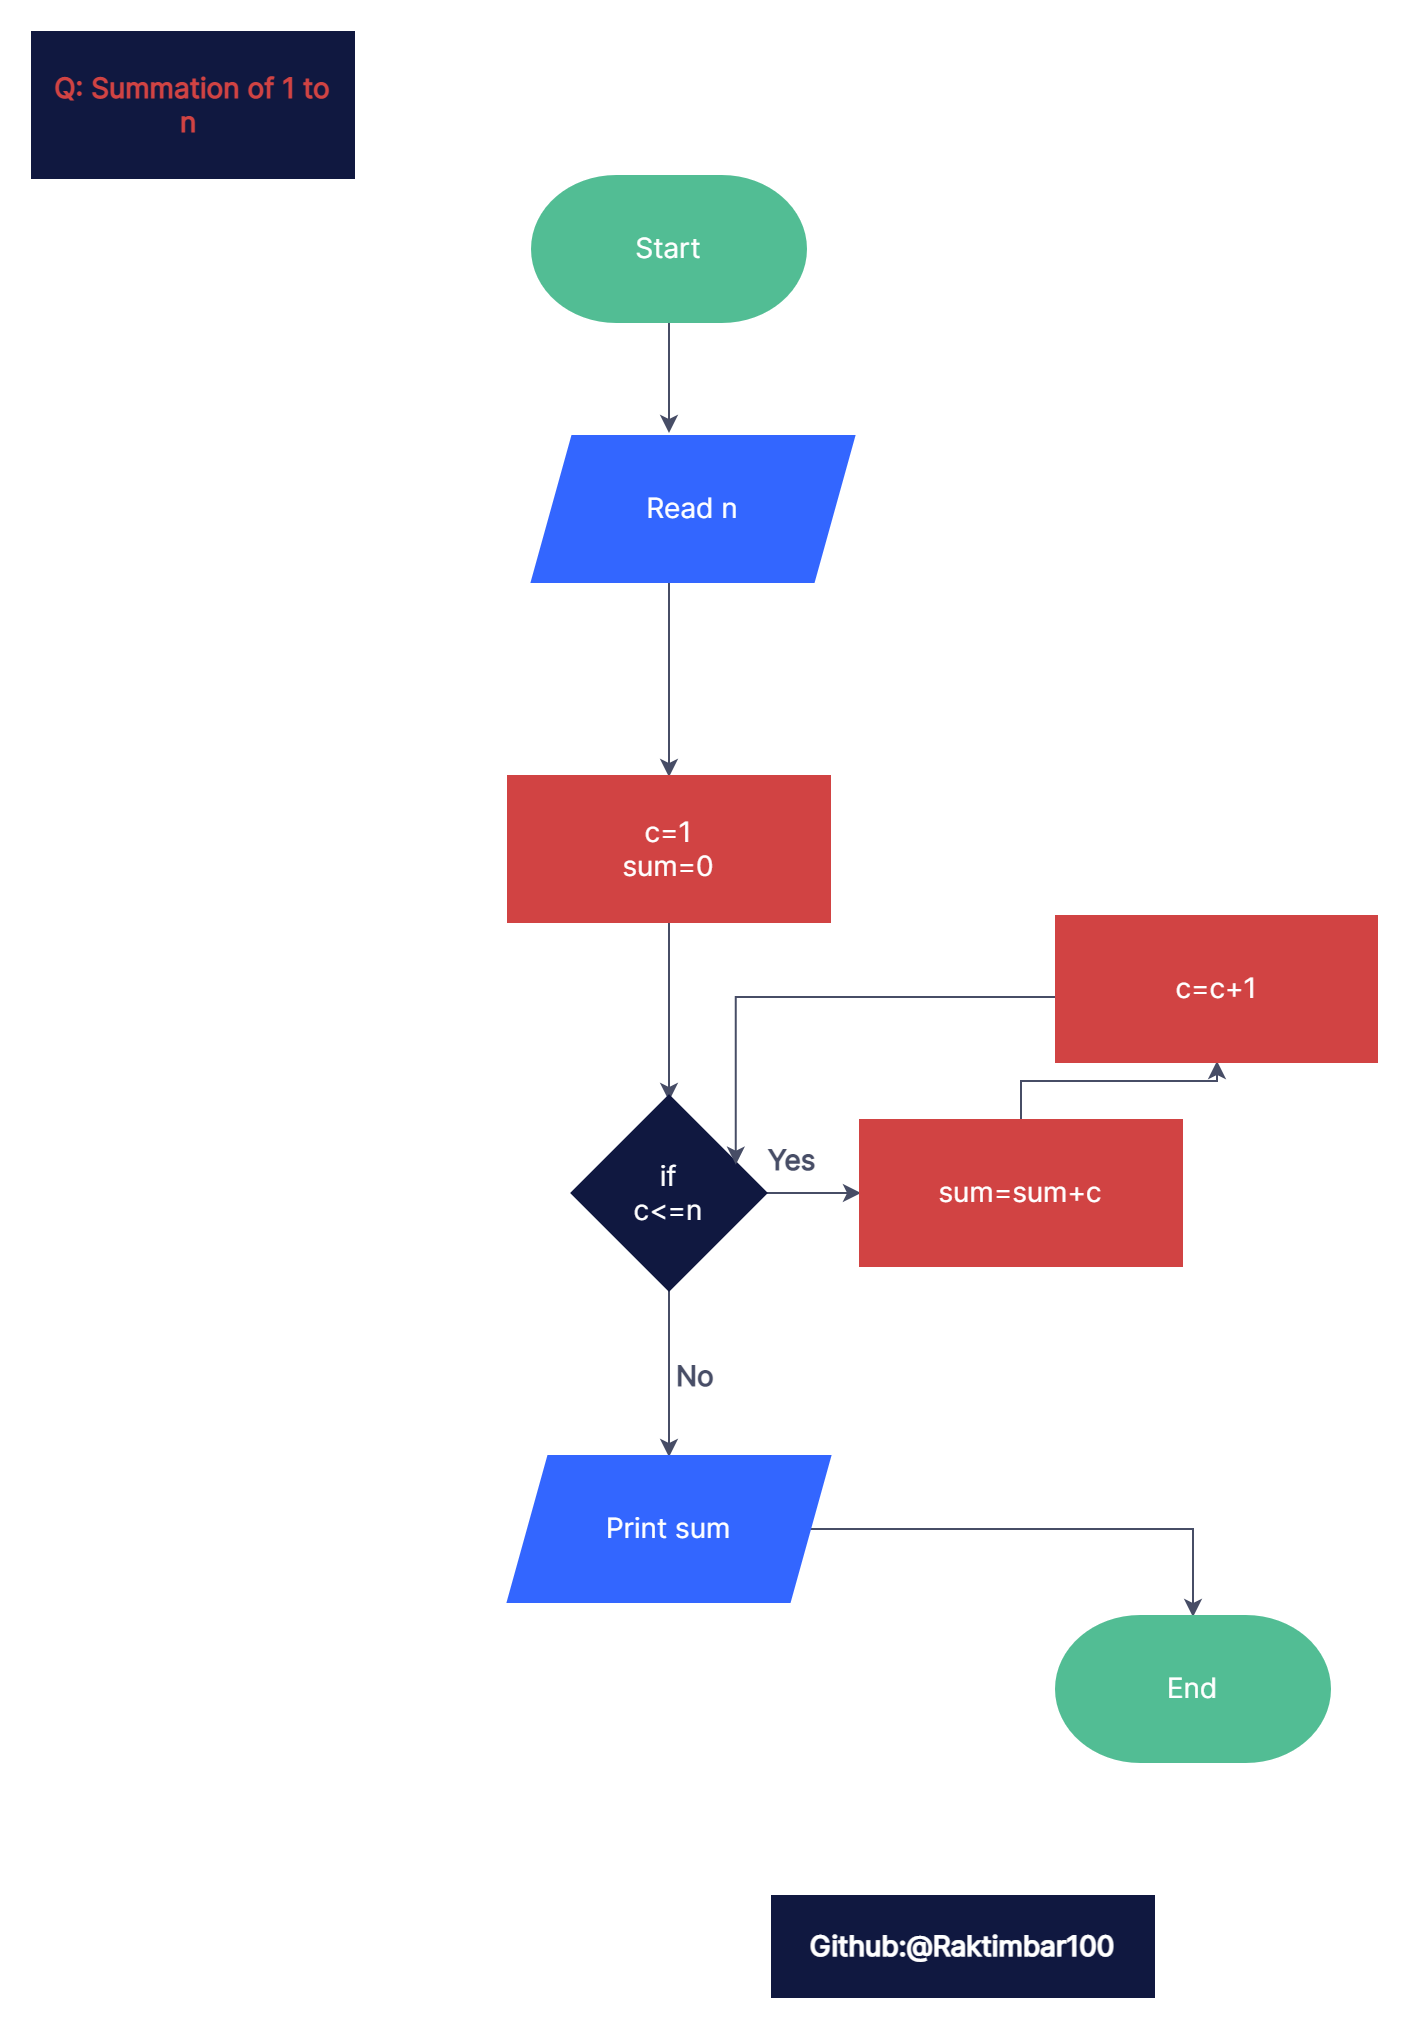 Q: Summation of 1 to
n
Start
Read n
c=1
sum=0
c=c+1
if
c<=n
Yes
sum=sum+c
No
Print sum
End
Github:@Raktimbar100